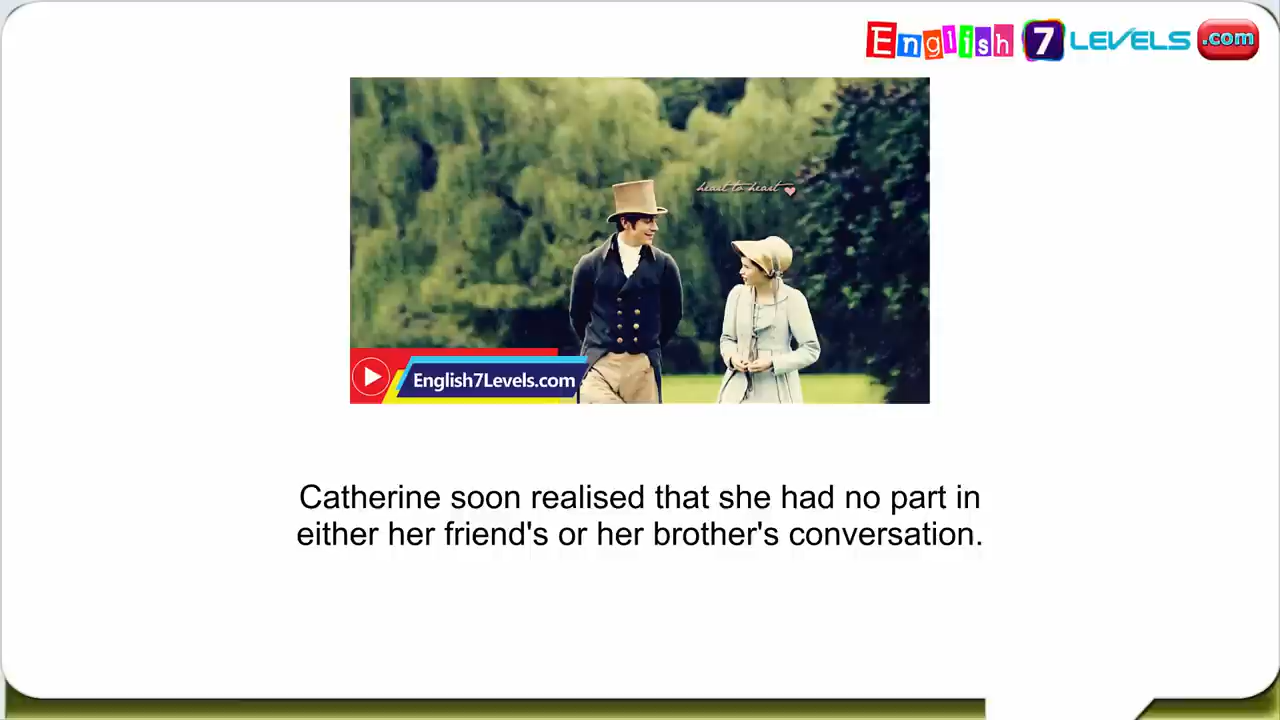 English 7 LEVELS .com
heart to heart
English7Levels.com
Catherine soon realised that she had no part in
either her friend's or her brother's conversation.